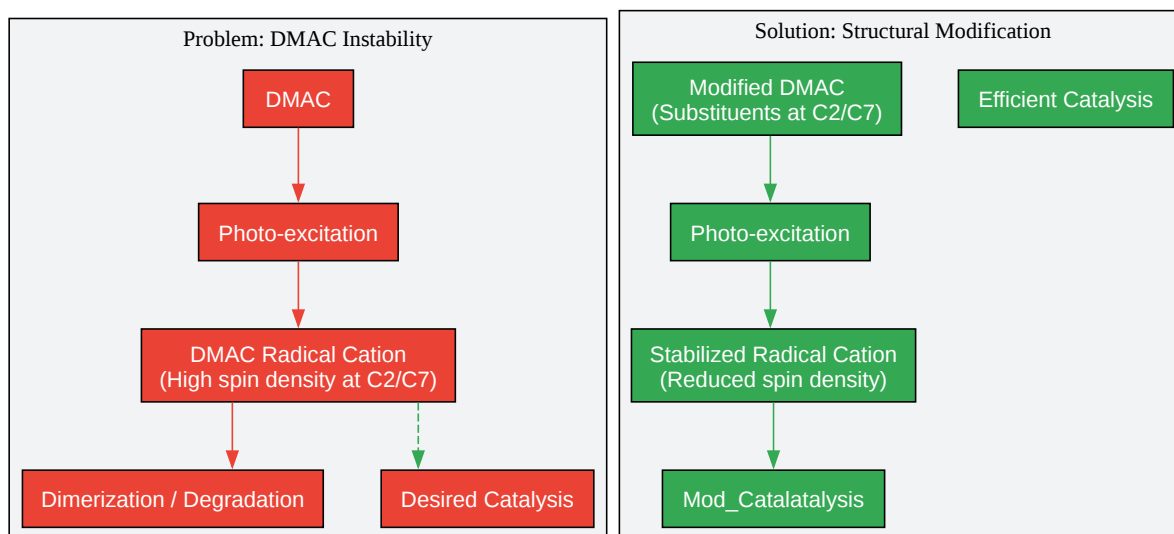 Problem: DMAC Instability
DMAC
Photo-excitation
DMAC Radical Cation
(High spin density at C2/C7)
Dimerization / Degradation
Desired Catalysis
Solution: Structural Modification
Modified DMAC
(Substituents at C2/C7)
Efficient Catalysis
Photo-excitation
Stabilized Radical Cation
(Reduced spin density)
Mod_Catalatalysis